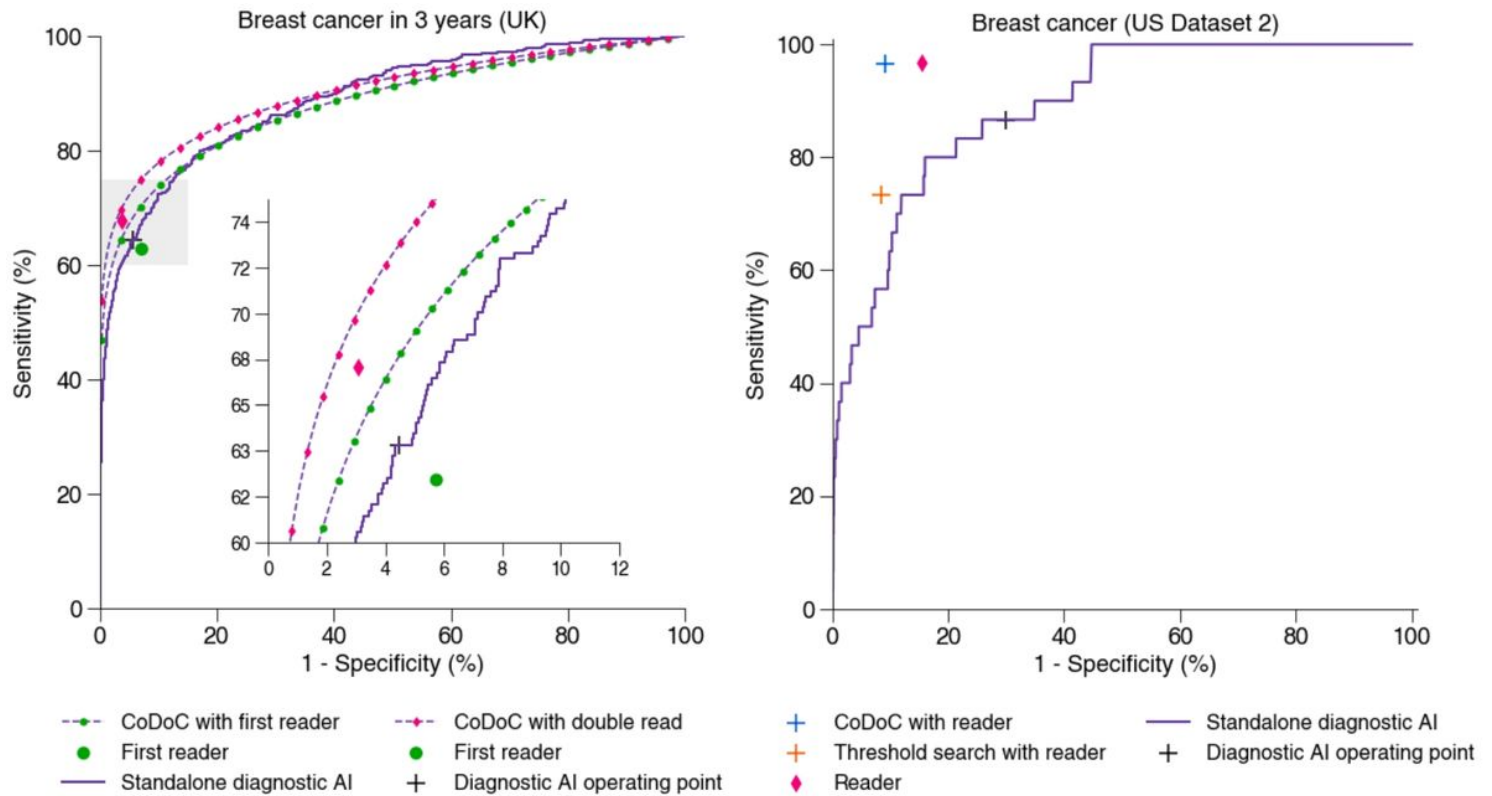 Breast cancer in 3 years (UK)
100
80
60
40
20
0
Sensitivity (%)
74
72
70
68
65
63
62
60
0 2 4 6 8 10 12
0 20 40 60 80 100
1 - Specificity (%)
CoDoC with first reader
CoDoC with double read
First reader
First reader
Standalone diagnostic AI
Diagnostic AI operating point
Breast cancer (US Dataset 2)
100
80
60
40
20
0
Sensitivity (%)
0 20 40 60 80 100
1 - Specificity (%)
CoDoC with reader
Standalone diagnostic AI
Threshold search with reader
Diagnostic AI operating point
Reader